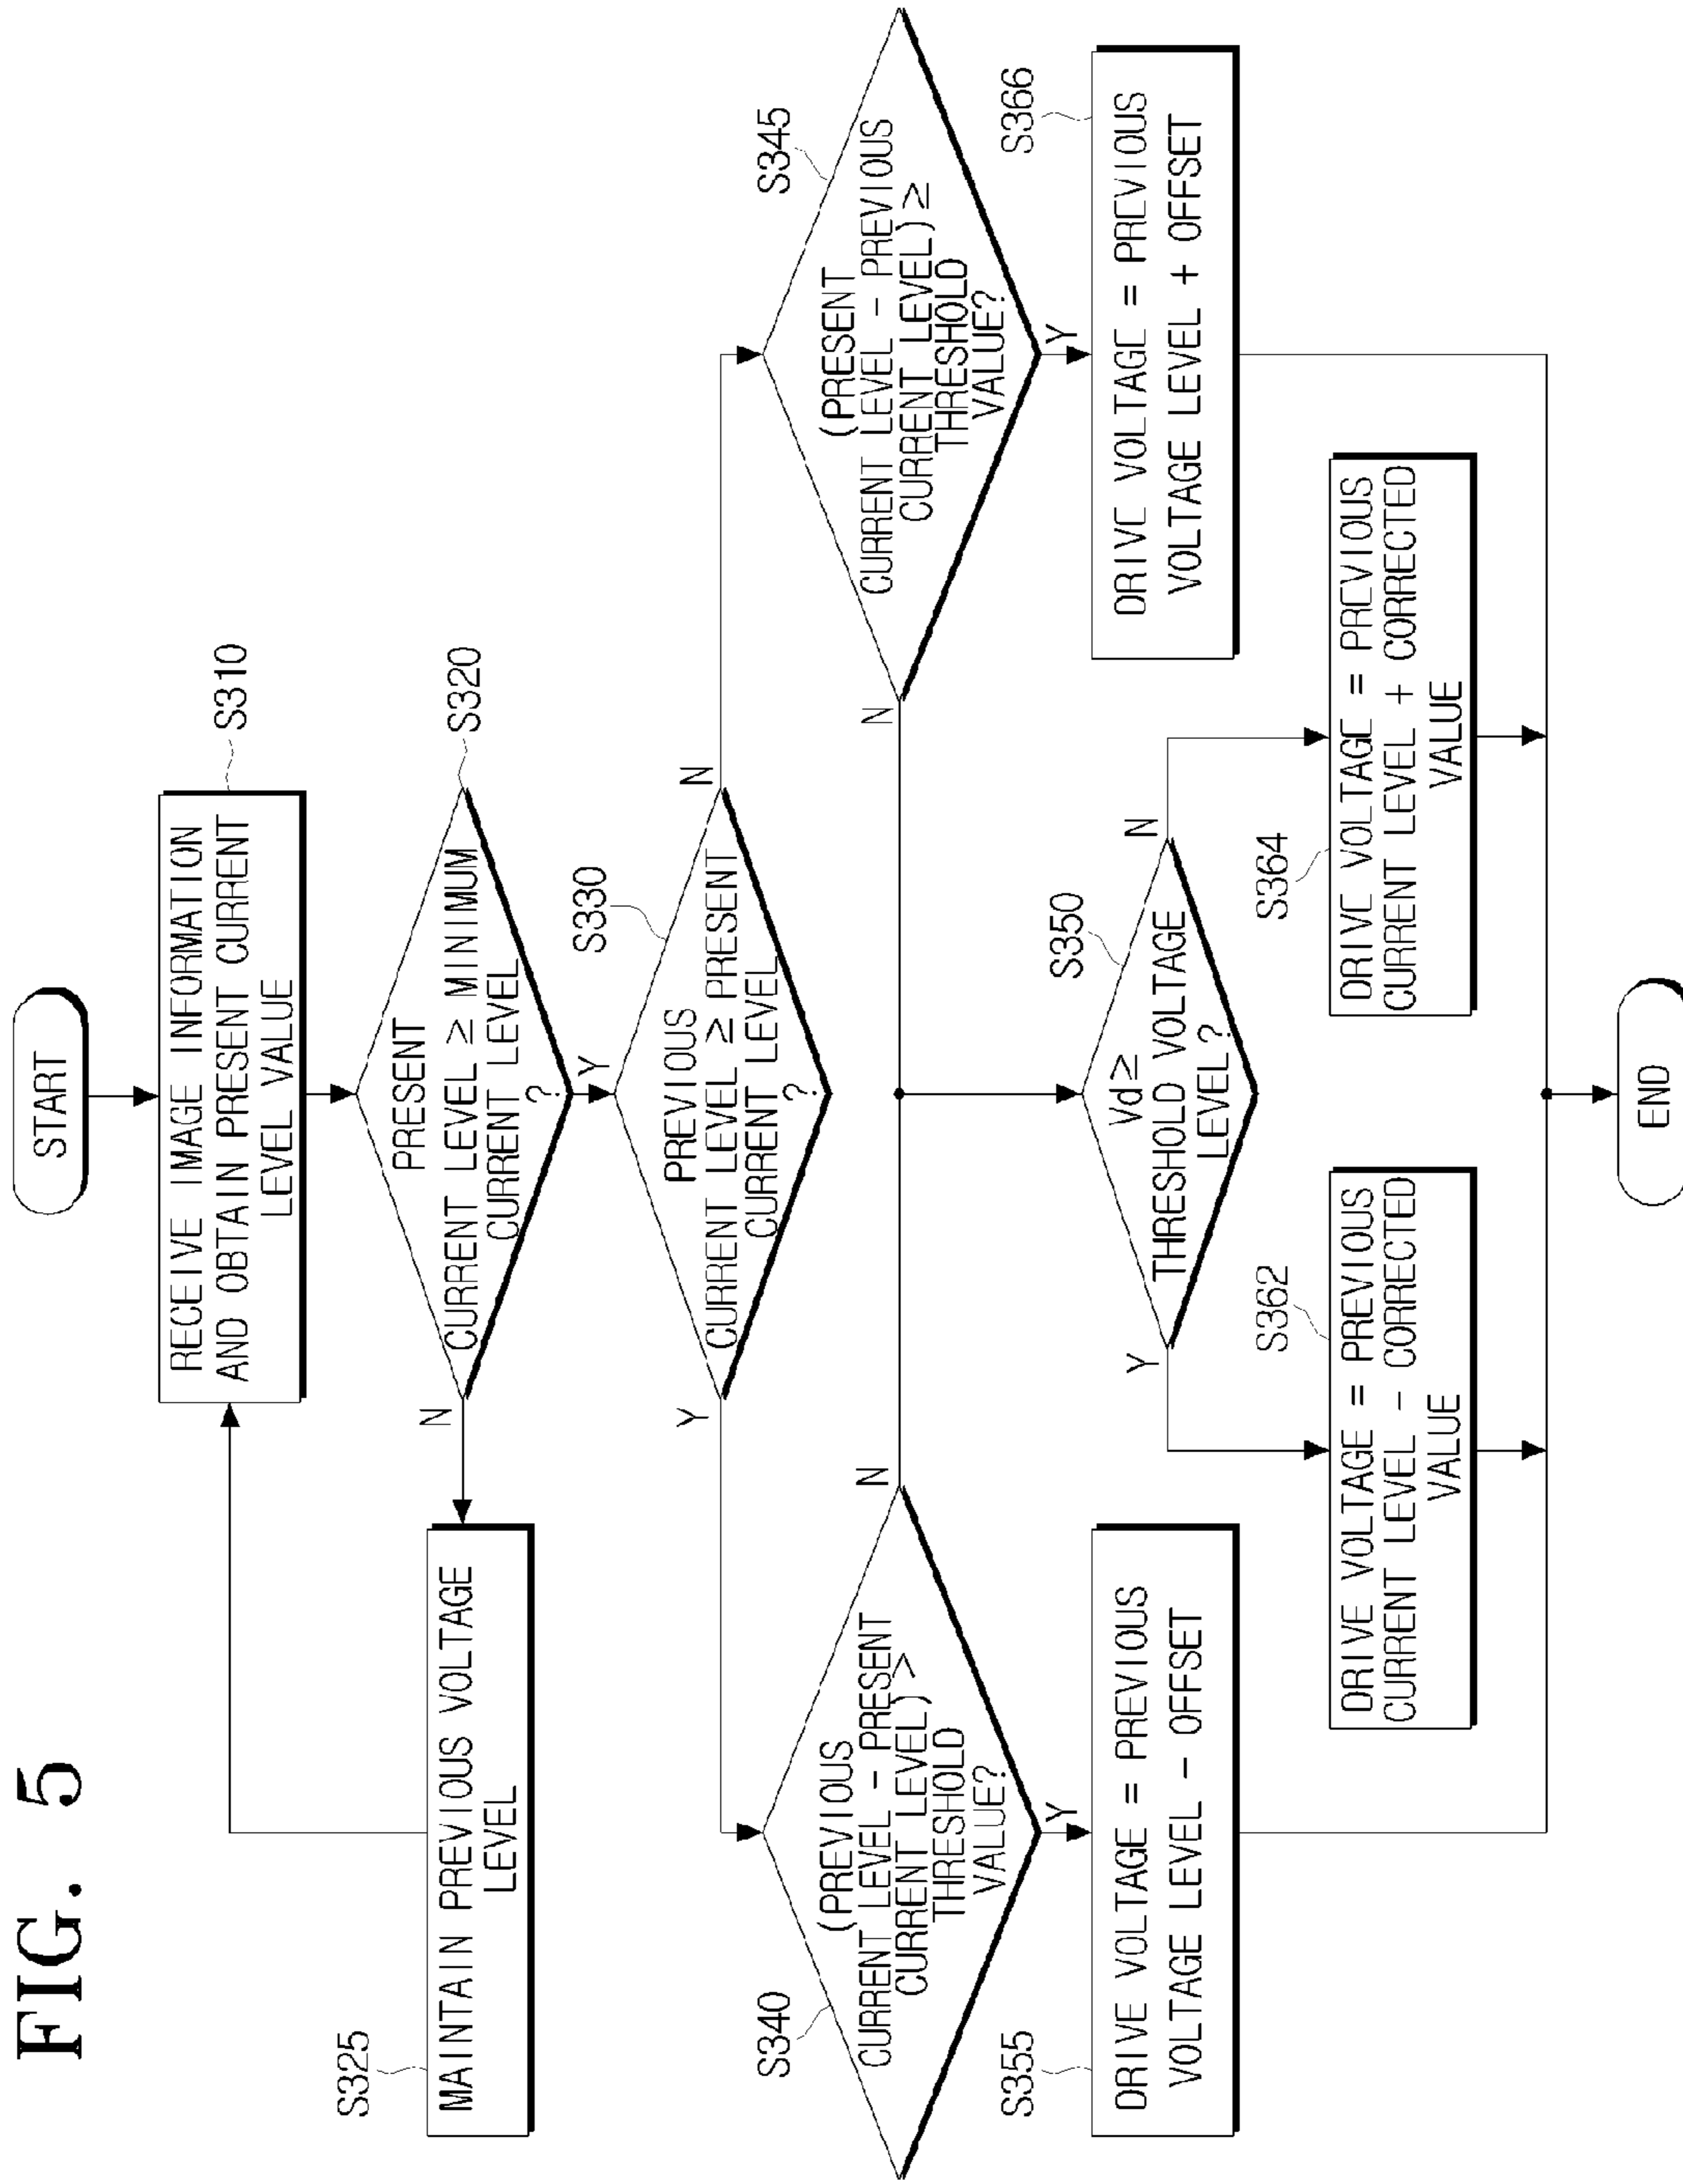 FIG. 5
START
RECEIVE IMAGE INFORMATION
AND OBTAIN PRESENT CURRENT
LEVEL VALUE
S310
PRESENT
CURRENT LEVEL ≥ MINIMUM
CURRENT LEVEL
?
S320
N
Y
S325
MAINTAIN PREVIOUS VOLTAGE
LEVEL
S330
PREVIOUS
CURRENT LEVEL ≥ PRESENT
CURRENT LEVEL
?
Y
N
S340
(PREVIOUS
CURRENT LEVEL - PRESENT
CURRENT LEVEL) >
THRESHOLD
VALUE?
N
Y
S345
(PRESENT
CURRENT LEVEL - PREVIOUS
CURRENT LEVEL) ≥
THRESHOLD
VALUE?
N
Y
S350
Vd≥
THRESHOLD VOLTAGE
LEVEL?
Y
N
S355
DRIVE VOLTAGE = PREVIOUS
VOLTAGE LEVEL - OFFSET
S366
DRIVE VOLTAGE = PREVIOUS
VOLTAGE LEVEL + OFFSET
S362
DRIVE VOLTAGE = PREVIOUS
CURRENT LEVEL - CORRECTED
VALUE
S364
DRIVE VOLTAGE = PREVIOUS
CURRENT LEVEL + CORRECTED
VALUE
END